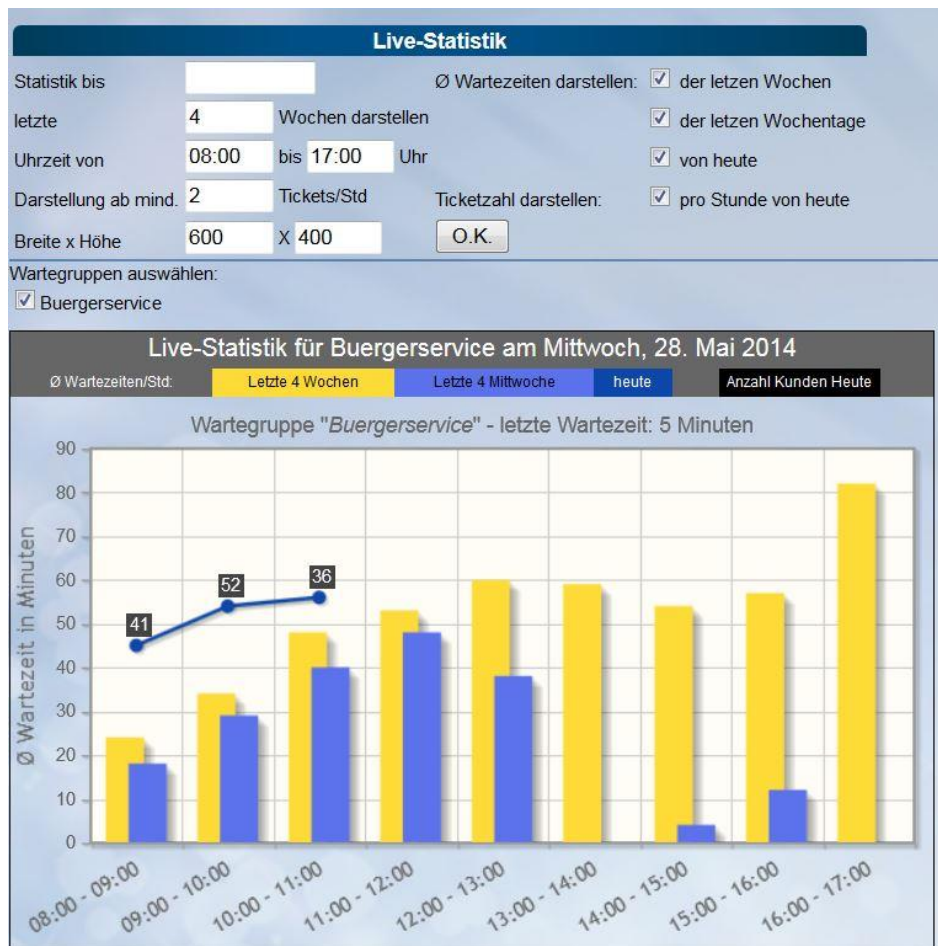 Live-Statistik
Statistik bis Ø Wartezeiten darstellen: der letzen Wochen
letzte 4 Wochen darstellen der letzen Wochentage
Uhrzeit von 08:00 bis 17:00 Uhr von heute
Darstellung ab mind. 2 Tickets/Std Ticketzahl darstellen: pro Stunde von heute
Breite x Höhe 600 X 400 O.K.
Wartegruppen auswählen:
Buergerservice
Live-Statistik für Buergerservice am Mittwoch, 28. Mai 2014
Ø Wartezeiten/Std: Letzte 4 Wochen Letzte 4 Mittwoche heute Anzahl Kunden Heute
Wartegruppe "Buergerservice" - letzte Wartezeit: 5 Minuten
Ø Wartezeit in Minuten
90
80
70
60
50
40
30
20
10
0
41
52
36
08:00 - 09:00
09:00 - 10:00
10:00 - 11:00
11:00 - 12:00
12:00 - 13:00
13:00 - 14:00
14:00 - 15:00
15:00 - 16:00
16:00 - 17:00